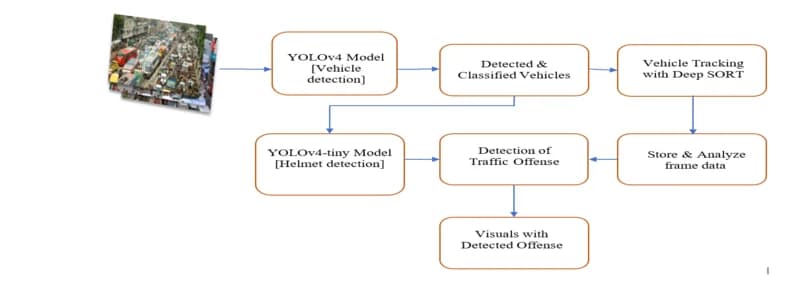 YOLOv4 Model
[Vehicle
detection]
Detected &
Classified Vehicles
Vehicle Tracking
with Deep SORT
YOLOv4-tiny Model
[Helmet detection]
Detection of
Traffic Offense
Store & Analyze
frame data
Visuals with
Detected Offense